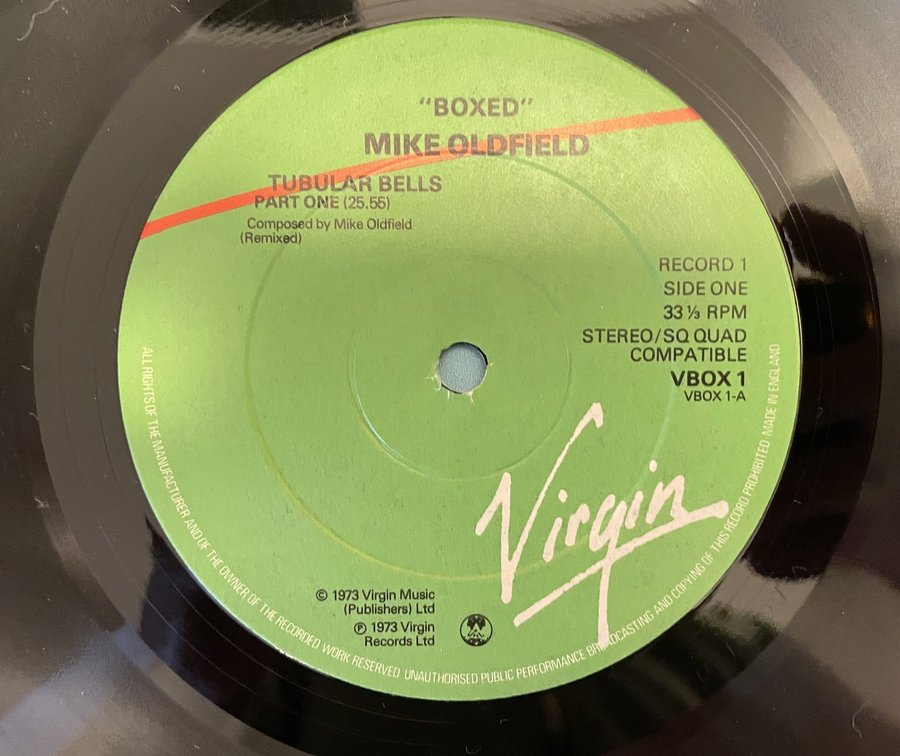 "BOXED"
MIKE OLDFIELD
TUBULAR BELLS
PART ONE (25.55)
Composed by Mike Oldfield
(Remixed)
RECORD 1
SIDE ONE
33 ⅓ RPM
STEREO/SQ QUAD
COMPATIBLE
VBOX 1
VBOX 1-A
Virgin
© 1973 Virgin Music
(Publishers) Ltd
℗ 1973 Virgin
Records Ltd
ALL RIGHTS OF THE MANUFACTURER AND OF THE OWNER OF THE RECORDED WORK RESERVED UNAUTHORISED PUBLIC PERFORMANCE BROADCASTING AND COPYING OF THIS RECORD PROHIBITED MADE IN ENGLAND